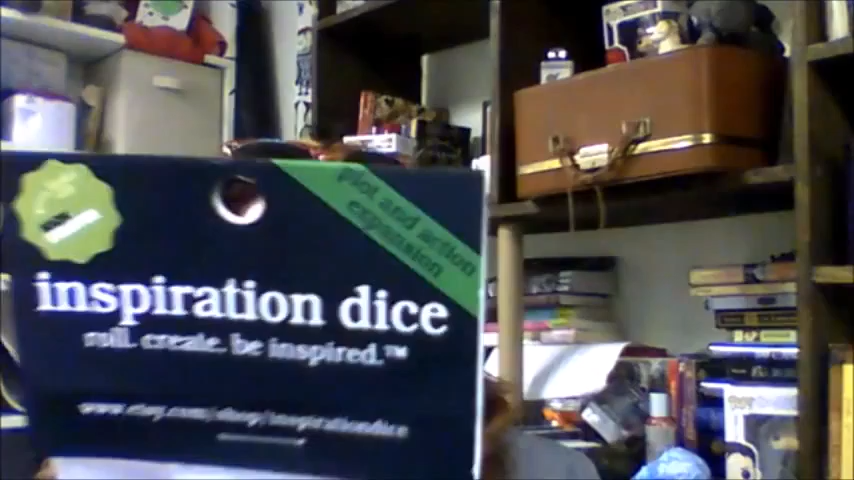 plot and action
expansion
inspiration dice
roll. create. be inspired.™
www.etsy.com/shop/inspirationdice